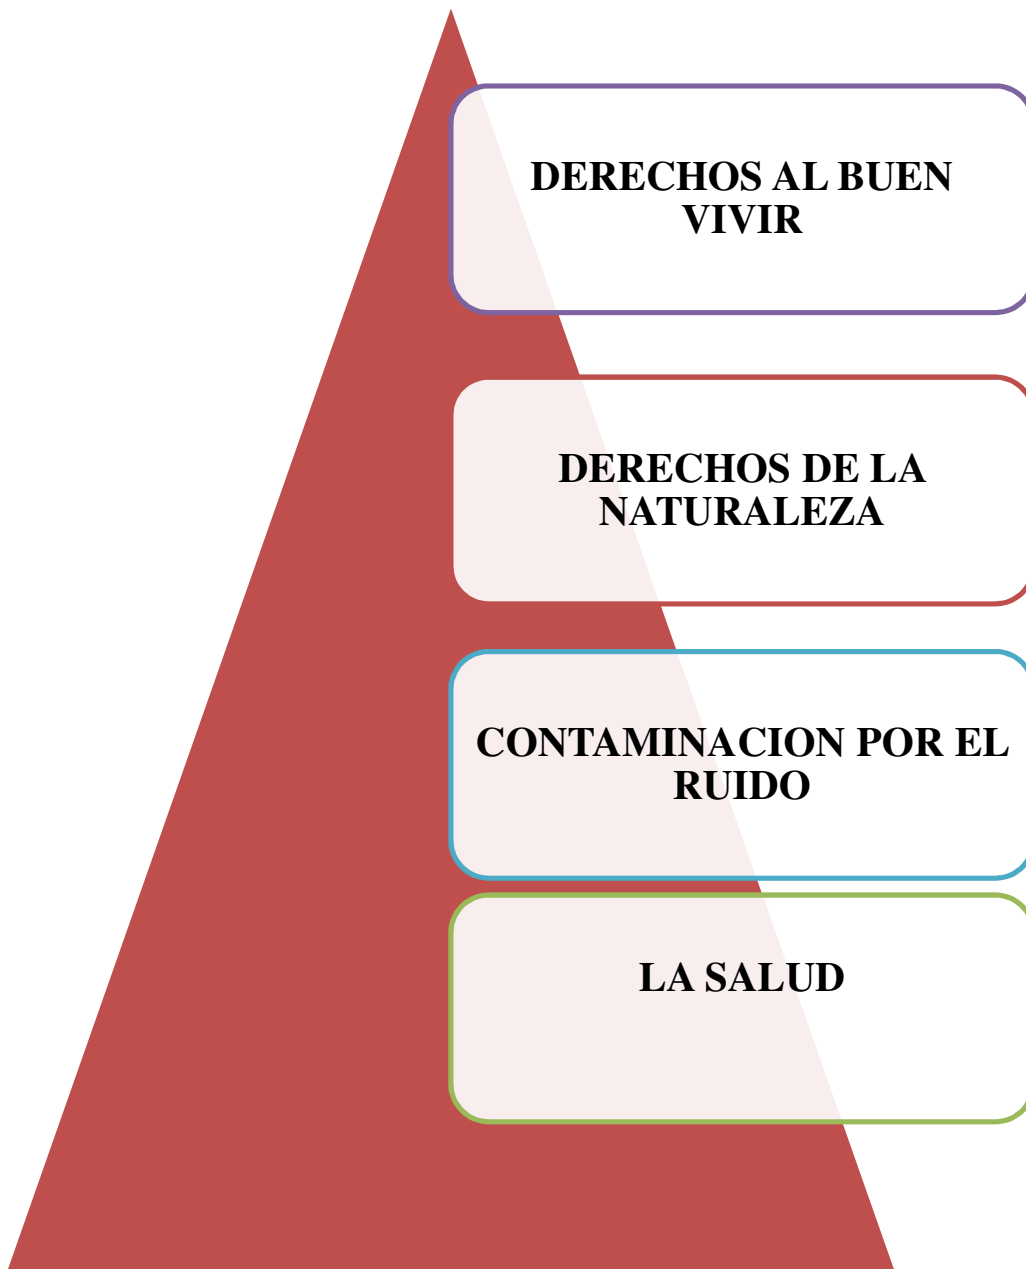 DERECHOS AL BUEN
VIVIR
DERECHOS DE LA
NATURALEZA
CONTAMINACION POR EL
RUIDO
LA SALUD